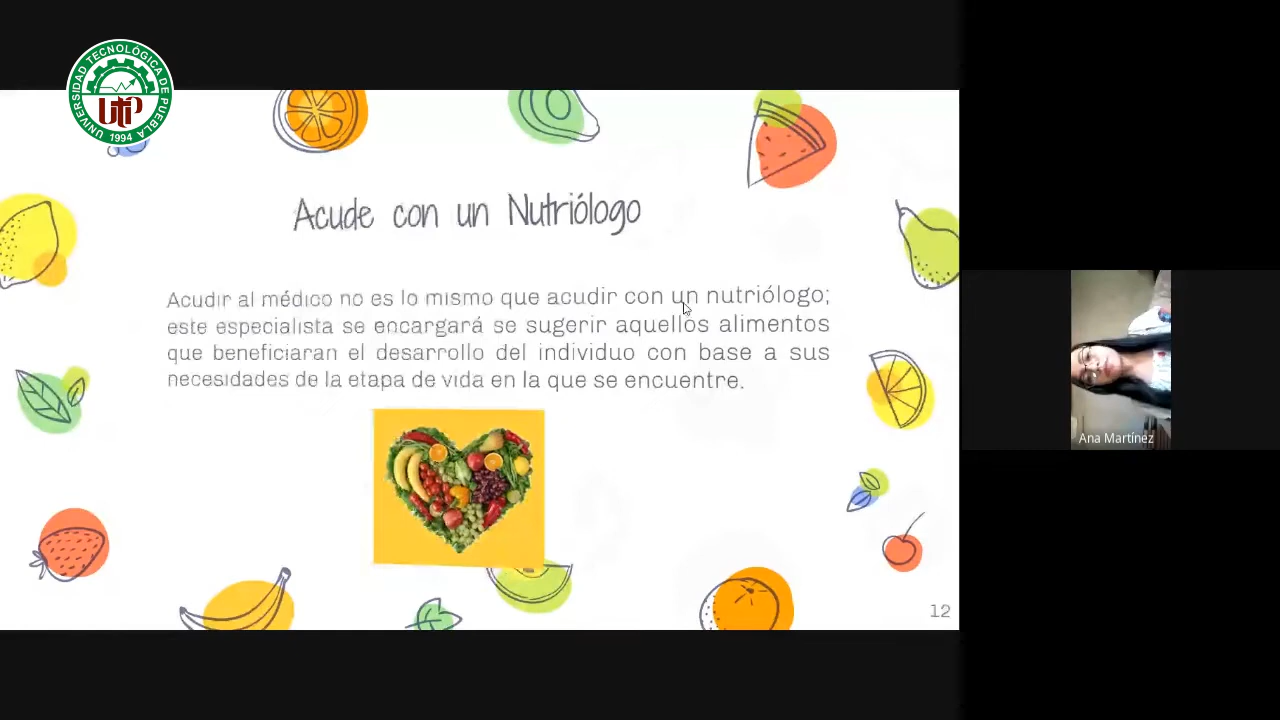 UNIVERSIDAD TECNOLÓGICA DE PUEBLA
UTP
1994
Acude con un Nutriólogo
Acudir al médico no es lo mismo que acudir con un nutriólogo;
este especialista se encargará se sugerir aquellos alimentos
que beneficiaran el desarrollo del individuo con base a sus
necesidades de la etapa de vida en la que se encuentre.
Ana Martínez
12